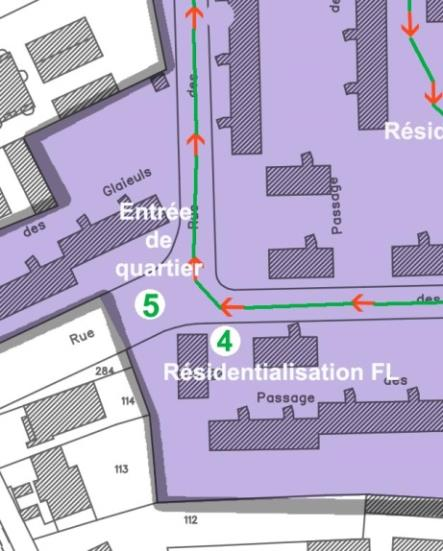 des
des
Résid
Glaieuls
Passage
Entrée
de
quartier
Rue
des
des
5
4
Rue
284
Résidentialisation FL
des
Passage
114
113
112